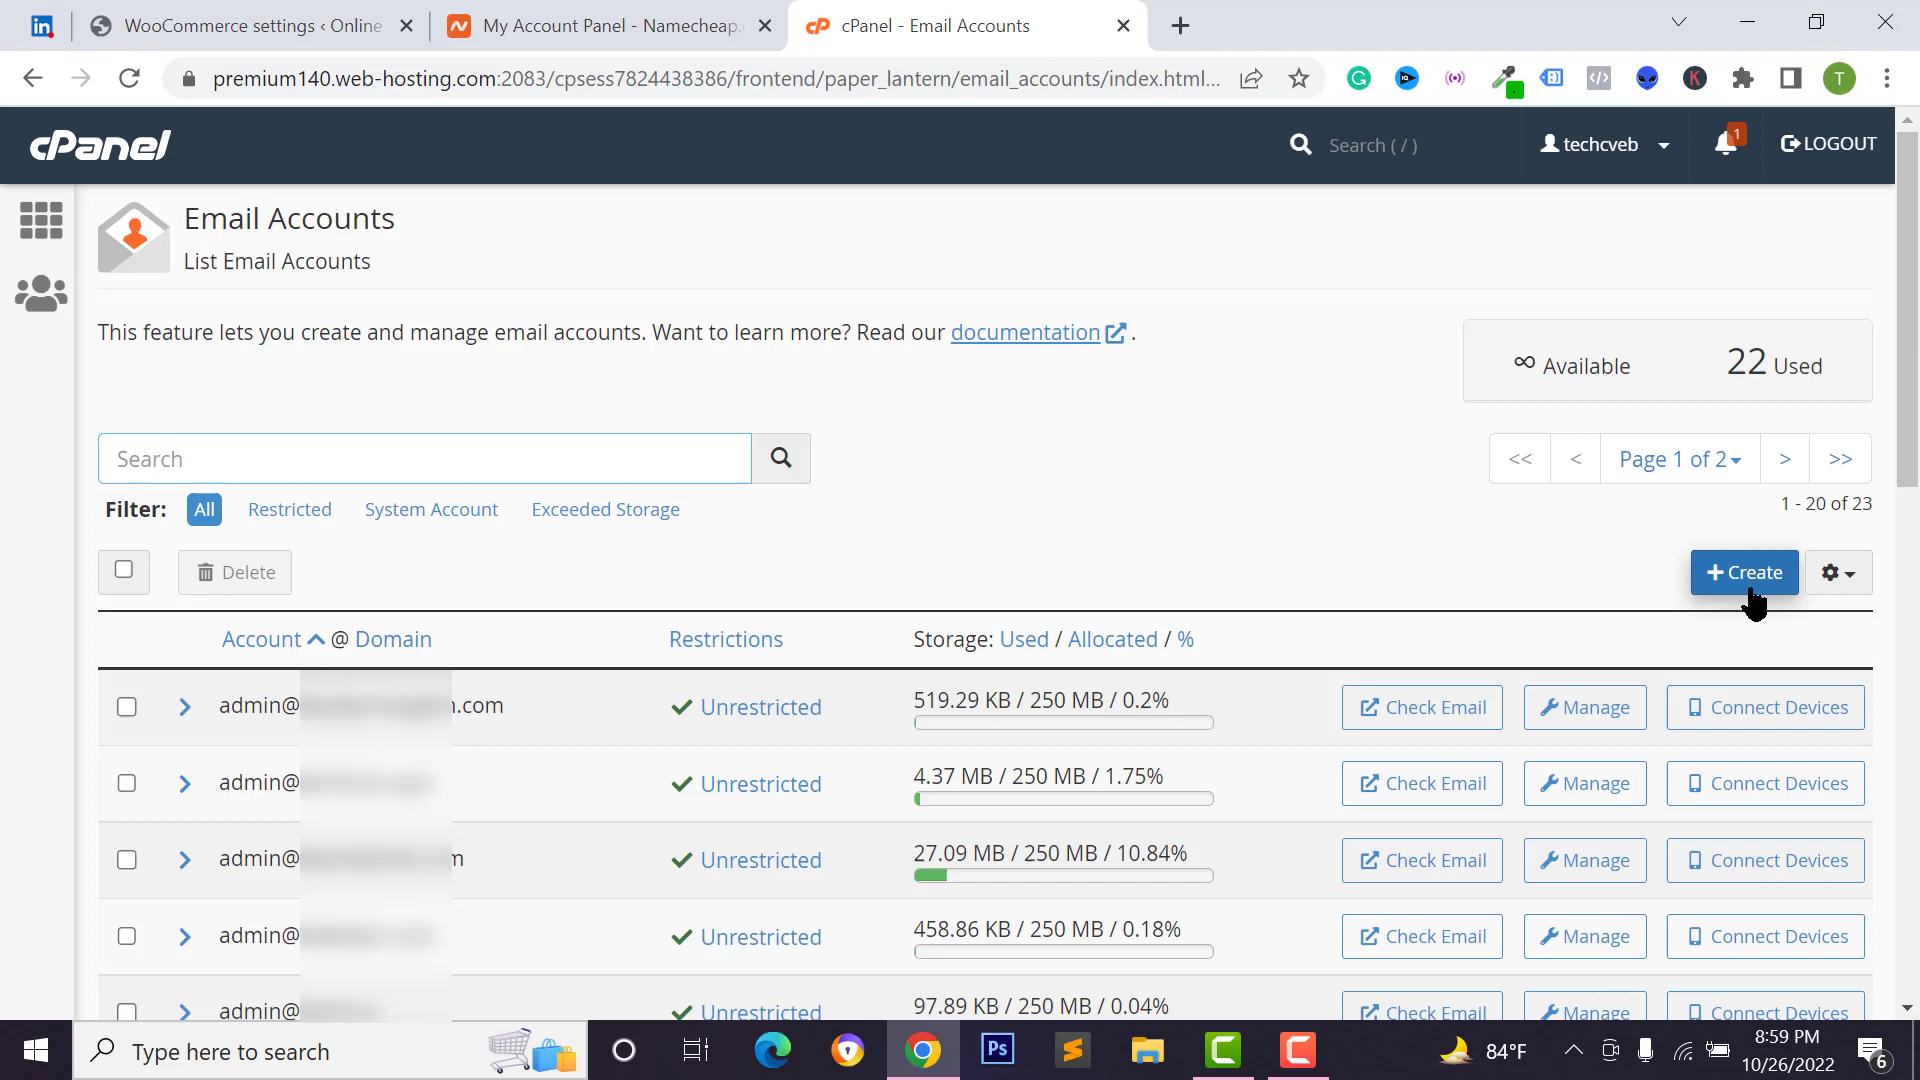 WooCommerce settings ‹ Online
My Account Panel - Namecheap.
cPanel - Email Accounts
premium140.web-hosting.com:2083/cpsess7824438386/frontend/paper_lantern/email_accounts/index.html...
T
cPanel
Search ( / )
techcveb
1
LOGOUT
Email Accounts
List Email Accounts
This feature lets you create and manage email accounts. Want to learn more? Read our documentation .
∞ Available
22 Used
Search
<< < Page 1 of 2 > >>
Filter: All Restricted System Account Exceeded Storage
1 - 20 of 23
Delete
+ Create
Account @ Domain
Restrictions
Storage: Used / Allocated / %
admin@ .com
Unrestricted
519.29 KB / 250 MB / 0.2%
Check Email
Manage
Connect Devices
admin@
Unrestricted
4.37 MB / 250 MB / 1.75%
Check Email
Manage
Connect Devices
admin@
Unrestricted
27.09 MB / 250 MB / 10.84%
Check Email
Manage
Connect Devices
admin@
Unrestricted
458.86 KB / 250 MB / 0.18%
Check Email
Manage
Connect Devices
admin@
Unrestricted
97.89 KB / 250 MB / 0.04%
Check Email
Manage
Connect Devices
Type here to search
Ps
84°F
8:59 PM
10/26/2022
6